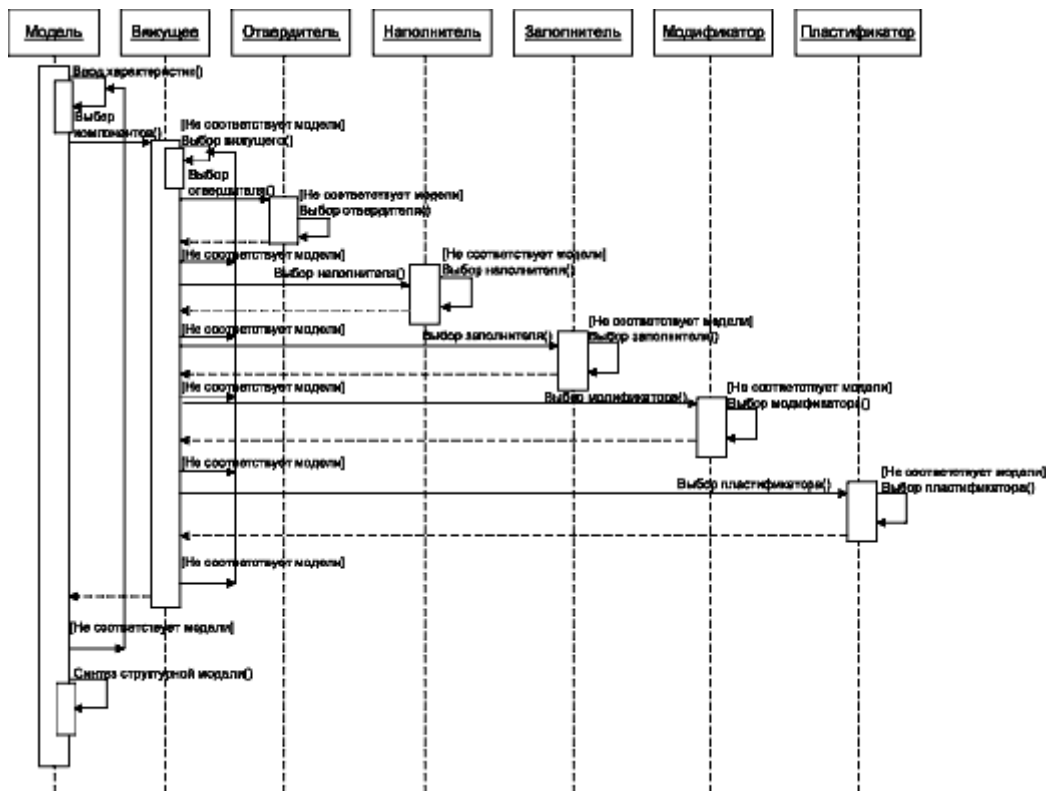 Модель
Вяжущее
Отвердитель
Наполнитель
Заполнитель
Модификатор
Пластификатор
Ввод характеристик()
Выбор
компонентов()
[Не соответствует модели]
Выбор вяжущего()
Выбор
отвердителя()
[Не соответствует модели]
Выбор отвердителя()
[Не соответствует модели]
Выбор наполнителя()
[Не соответствует модели]
Выбор наполнителя()
[Не соответствует модели]
Выбор заполнителя()
[Не соответствует модели]
Выбор заполнителя()
[Не соответствует модели]
Выбор модификатора()
[Не соответствует модели]
Выбор модификатора()
[Не соответствует модели]
Выбор пластификатора()
[Не соответствует модели]
Выбор пластификатора()
[Не соответствует модели]
[Не соответствует модели]
Синтез структурной модели()